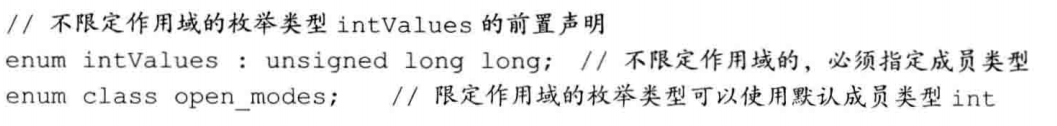 // 不限定作用域的枚举类型 intValues 的前置声明
enum intValues : unsigned long long; // 不限定作用域的，必须指定成员类型
enum class open_modes; // 限定作用域的枚举类型可以使用默认成员类型 int